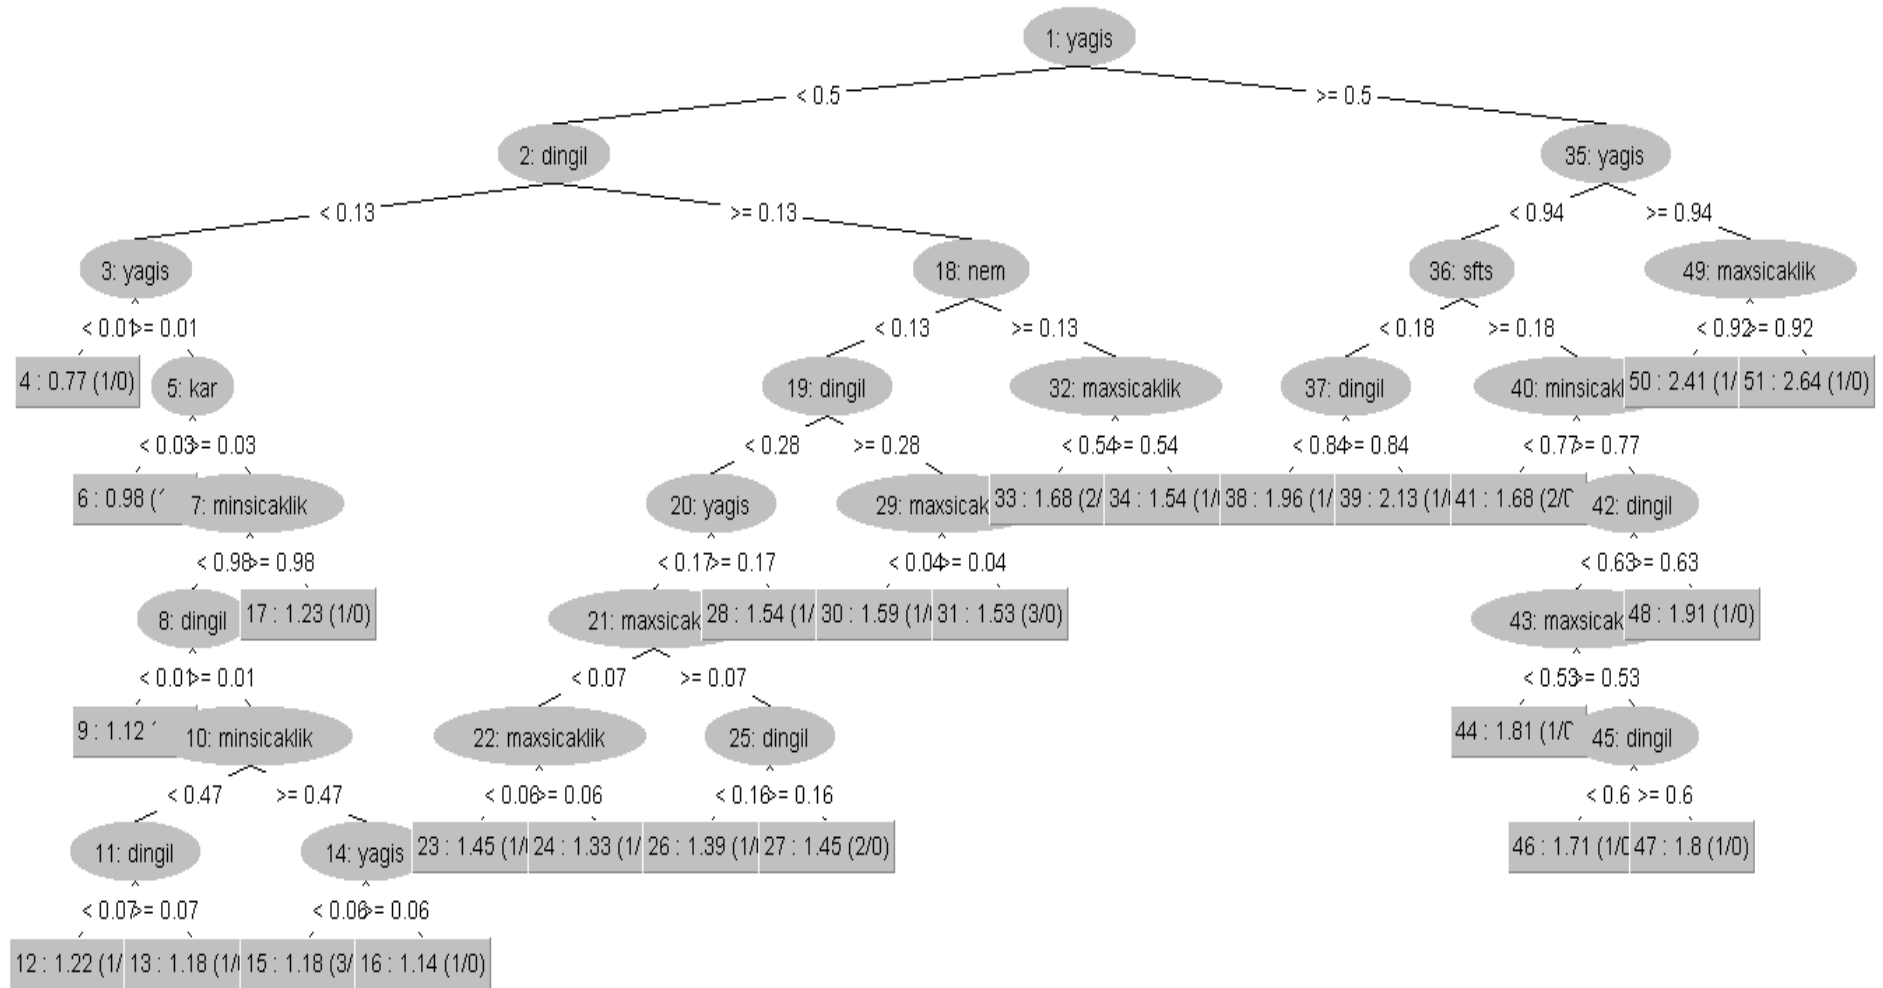 1: yagis
< 0.5 >= 0.5
2: dingil 35: yagis
< 0.13 >= 0.13 < 0.94 >= 0.94
3: yagis 18: nem 36: sfts 49: maxsicaklik
< 0.01 >= 0.01 < 0.13 >= 0.13 < 0.18 >= 0.18 < 0.92 >= 0.92
4 : 0.77 (1/0) 5: kar 19: dingil 32: maxsicaklik 37: dingil 40: minsicakl 50 : 2.41 (1/ 51 : 2.64 (1/0)
< 0.03 >= 0.03 < 0.28 >= 0.28 < 0.54 >= 0.54 < 0.84 >= 0.84 < 0.77 >= 0.77
6 : 0.98 ( 7: minsicaklik 20: yagis 29: maxsicak 33 : 1.68 (2/ 34 : 1.54 (1/ 38 : 1.96 (1/ 39 : 2.13 (1/ 41 : 1.68 (2/ 42: dingil
< 0.98 >= 0.98 < 0.17 >= 0.17 < 0.04 >= 0.04 < 0.63 >= 0.63
8: dingil 17 : 1.23 (1/0) 21: maxsicak 28 : 1.54 (1/ 30 : 1.59 (1/ 31 : 1.53 (3/0) 43: maxsicak 48 : 1.91 (1/0)
< 0.01 >= 0.01 < 0.07 >= 0.07 < 0.53 >= 0.53
9 : 1.12 10: minsicaklik 22: maxsicaklik 25: dingil 44 : 1.81 (1/ 45: dingil
< 0.47 >= 0.47 < 0.06 >= 0.06 < 0.16 >= 0.16 < 0.6 >= 0.6
11: dingil 14: yagis 23 : 1.45 (1/ 24 : 1.33 (1/ 26 : 1.39 (1/ 27 : 1.45 (2/0) 46 : 1.71 (1/ 47 : 1.8 (1/0)
< 0.07 >= 0.07 < 0.06 >= 0.06
12 : 1.22 (1/ 13 : 1.18 (1/ 15 : 1.18 (3/ 16 : 1.14 (1/0)